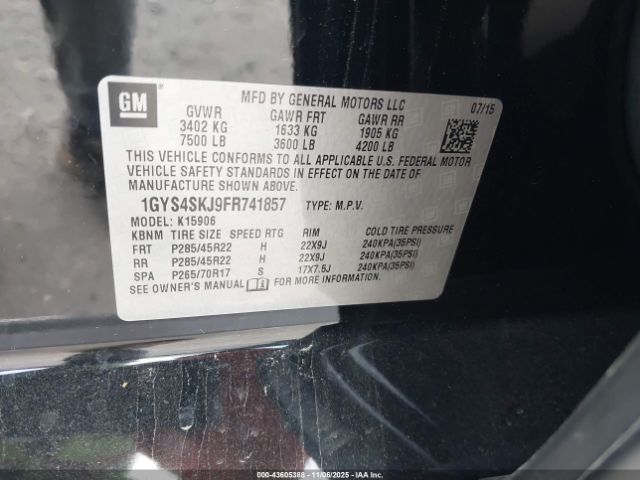 GM
MFD BY GENERAL MOTORS LLC 07/15
GVWR GAWR FRT GAWR RR
3402 KG 1633 KG 1905 KG
7500 LB 3600 LB 4200 LB
THIS VEHICLE CONFORMS TO ALL APPLICABLE U.S. FEDERAL MOTOR
VEHICLE SAFETY STANDARDS IN EFFECT ON THE DATE OF
MANUFACTURE SHOWN ABOVE.
1GYS4SKJ9FR741857 TYPE: M.P.V.
MODEL: K15906
KBNM TIRE SIZE SPEED RTG RIM COLD TIRE PRESSURE
FRT P285/45R22 H 22X9J 240KPA(35PSI)
RR P285/45R22 H 22X9J 240KPA(35PSI)
SPA P265/70R17 S 17X7.5J 240KPA(35PSI)
SEE OWNER'S MANUAL FOR MORE INFORMATION.
© 000-43605388 - 11/06/2025 - IAAI.COM